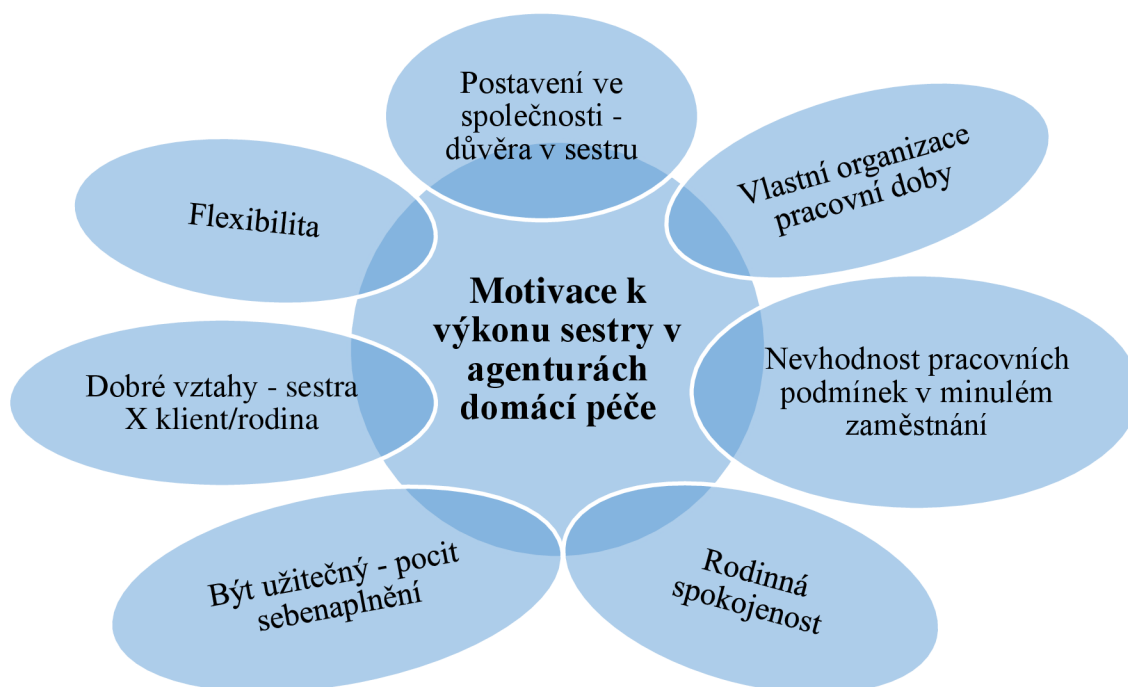 Postavení ve
společnosti -
důvěra v sestru
Vlastní organizace
pracovní doby
Flexibilita
Motivace k
výkonu sestry v
agenturách
domácí péče
Nevhodnost pracovních
podmínek v minulém
zaměstnání
Dobré vztahy - sestra
X klient/rodina
Být užitečný - pocit
sebenaplnění
Rodinná
spokojenost